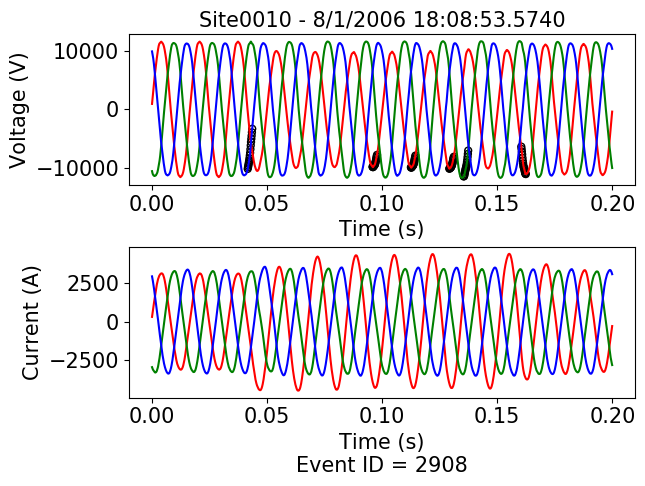 Site0010 - 8/1/2006 18:08:53.5740
Voltage (V)
10000
0
−10000
0.00 0.05 0.10 0.15 0.20
Time (s)
Current (A)
2500
0
−2500
0.00 0.05 0.10 0.15 0.20
Time (s)
Event ID = 2908